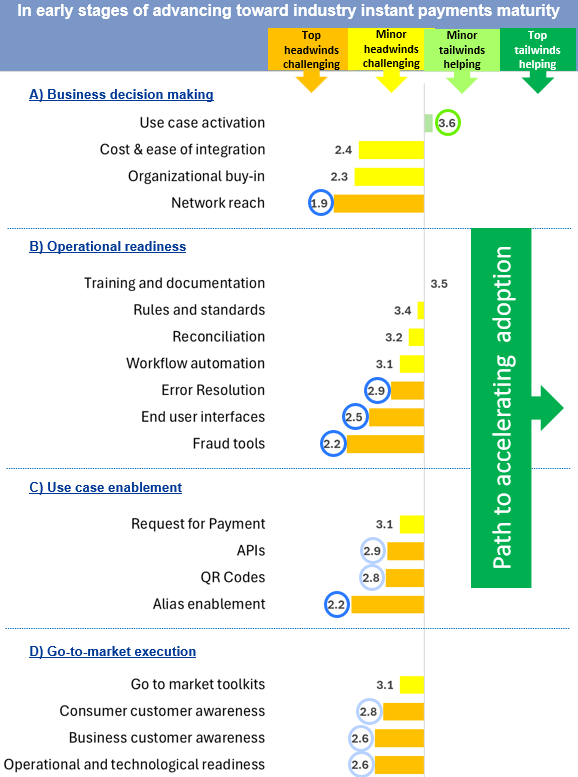 In early stages of advancing toward industry instant payments maturity
Top headwinds challenging
Minor headwinds challenging
Minor tailwinds helping
Top tailwinds helping
A) Business decision making
Use case activation 3.6
Cost & ease of integration 2.4
Organizational buy-in 2.3
Network reach 1.9
B) Operational readiness
Training and documentation 3.5
Rules and standards 3.4
Reconciliation 3.2
Workflow automation 3.1
Error Resolution 2.9
End user interfaces 2.5
Fraud tools 2.2
Path to accelerating adoption
C) Use case enablement
Request for Payment 3.1
APIs 2.9
QR Codes 2.8
Alias enablement 2.2
D) Go-to-market execution
Go to market toolkits 3.1
Consumer customer awareness 2.8
Business customer awareness 2.6
Operational and technological readiness 2.6